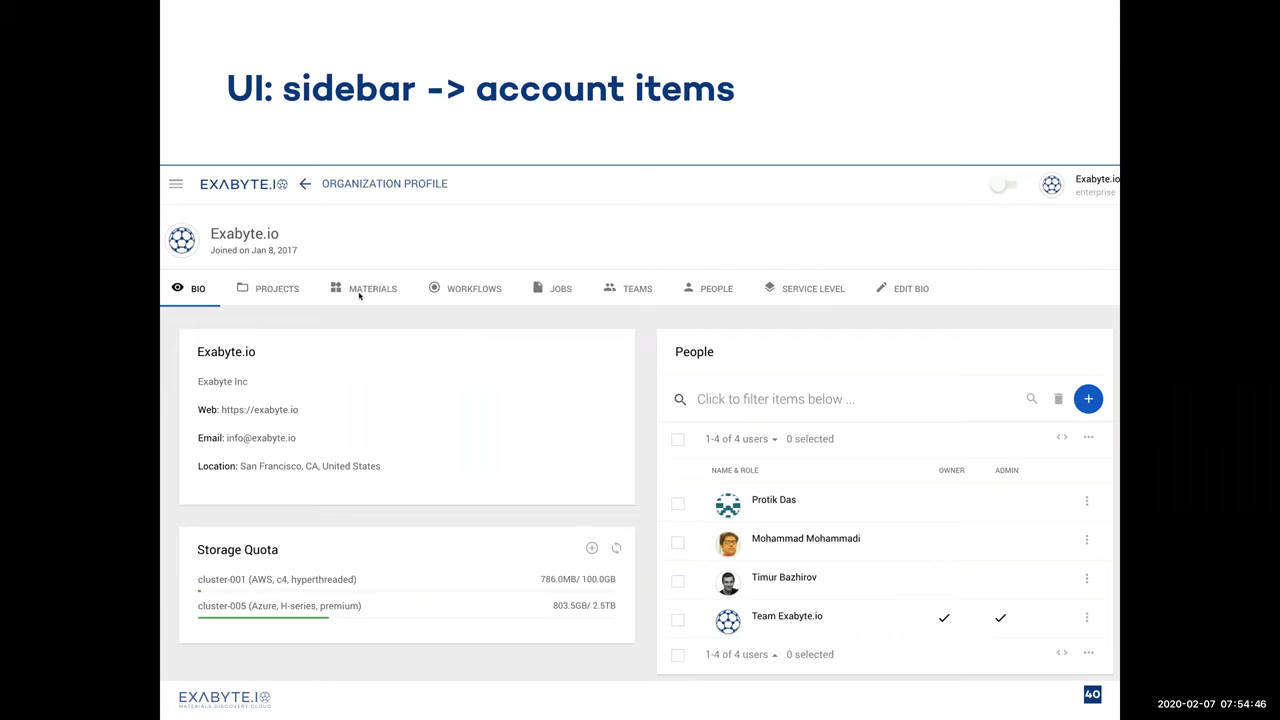 UI: sidebar -> account items
EXABYTE.IO
ORGANIZATION PROFILE
Exabyte.io
enterprise
Exabyte.io
Joined on Jan 8, 2017
BIO
PROJECTS
MATERIALS
WORKFLOWS
JOBS
TEAMS
PEOPLE
SERVICE LEVEL
EDIT BIO
Exabyte.io
Exabyte Inc
Web: https://exabyte.io
Email: info@exabyte.io
Location: San Francisco, CA, United States
Storage Quota
cluster-001 (AWS, c4, hyperthreaded) 786.0MB/ 100.0GB
cluster-005 (Azure, H-series, premium) 803.5GB/ 2.5TB
People
Click to filter items below ...
1-4 of 4 users 0 selected
NAME & ROLE OWNER ADMIN
Protik Das
Mohammad Mohammadi
Timur Bazhirov
Team Exabyte.io
1-4 of 4 users 0 selected
EXABYTE.IO
MATERIALS DISCOVERY CLOUD
40
2020-02-07 07:54:46